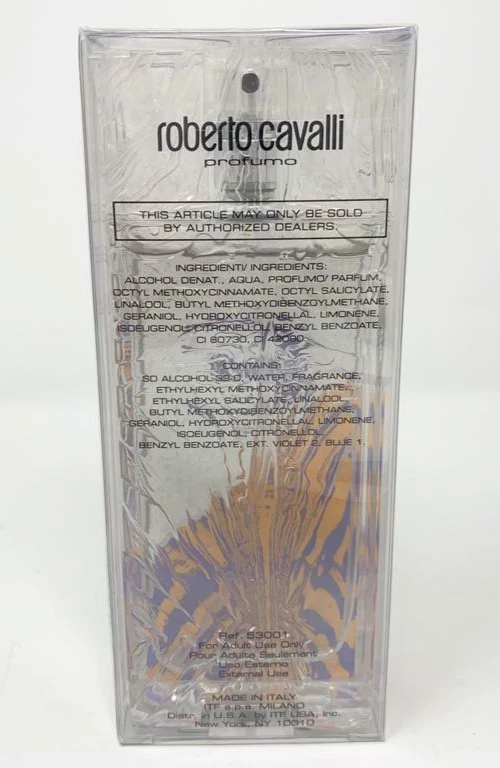 roberto cavalli
profumo
THIS ARTICLE MAY ONLY BE SOLD
BY AUTHORIZED DEALERS.
INGREDIENTI/ INGREDIENTS:
ALCOHOL DENAT., AQUA, PROFUMO/ PARFUM,
OCTYL METHOXYCINNAMATE, OCTYL SALICYLATE,
LINALOOL, BUTYL METHOXYDIBENZOYLMETHANE,
GERANIOL, HYDROXYCITRONELLAL, LIMONENE,
ISOEUGENOL, CITRONELLOL, BENZYL BENZOATE,
CI 60730, CI 42090.
CONTAINS:
SD ALCOHOL 39 C, WATER, FRAGRANCE,
ETHYLHEXYL METHOXYCINNAMATE,
ETHYLHEXYL SALICYLATE, LINALOOL,
BUTYL METHOXYDIBENZOYLMETHANE,
GERANIOL, HYDROXYCITRONELLAL, LIMONENE,
ISOEUGENOL, CITRONELLOL,
BENZYL BENZOATE, EXT. VIOLET 2, BLUE 1.
Ref. 53001
For Adult Use Only
Pour Adulte Seulement
Uso Esterno
External Use
MADE IN ITALY
ITF s.p.a. MILANO
Distr. in U.S.A. by ITF USA, Inc.
New York, NY 10010